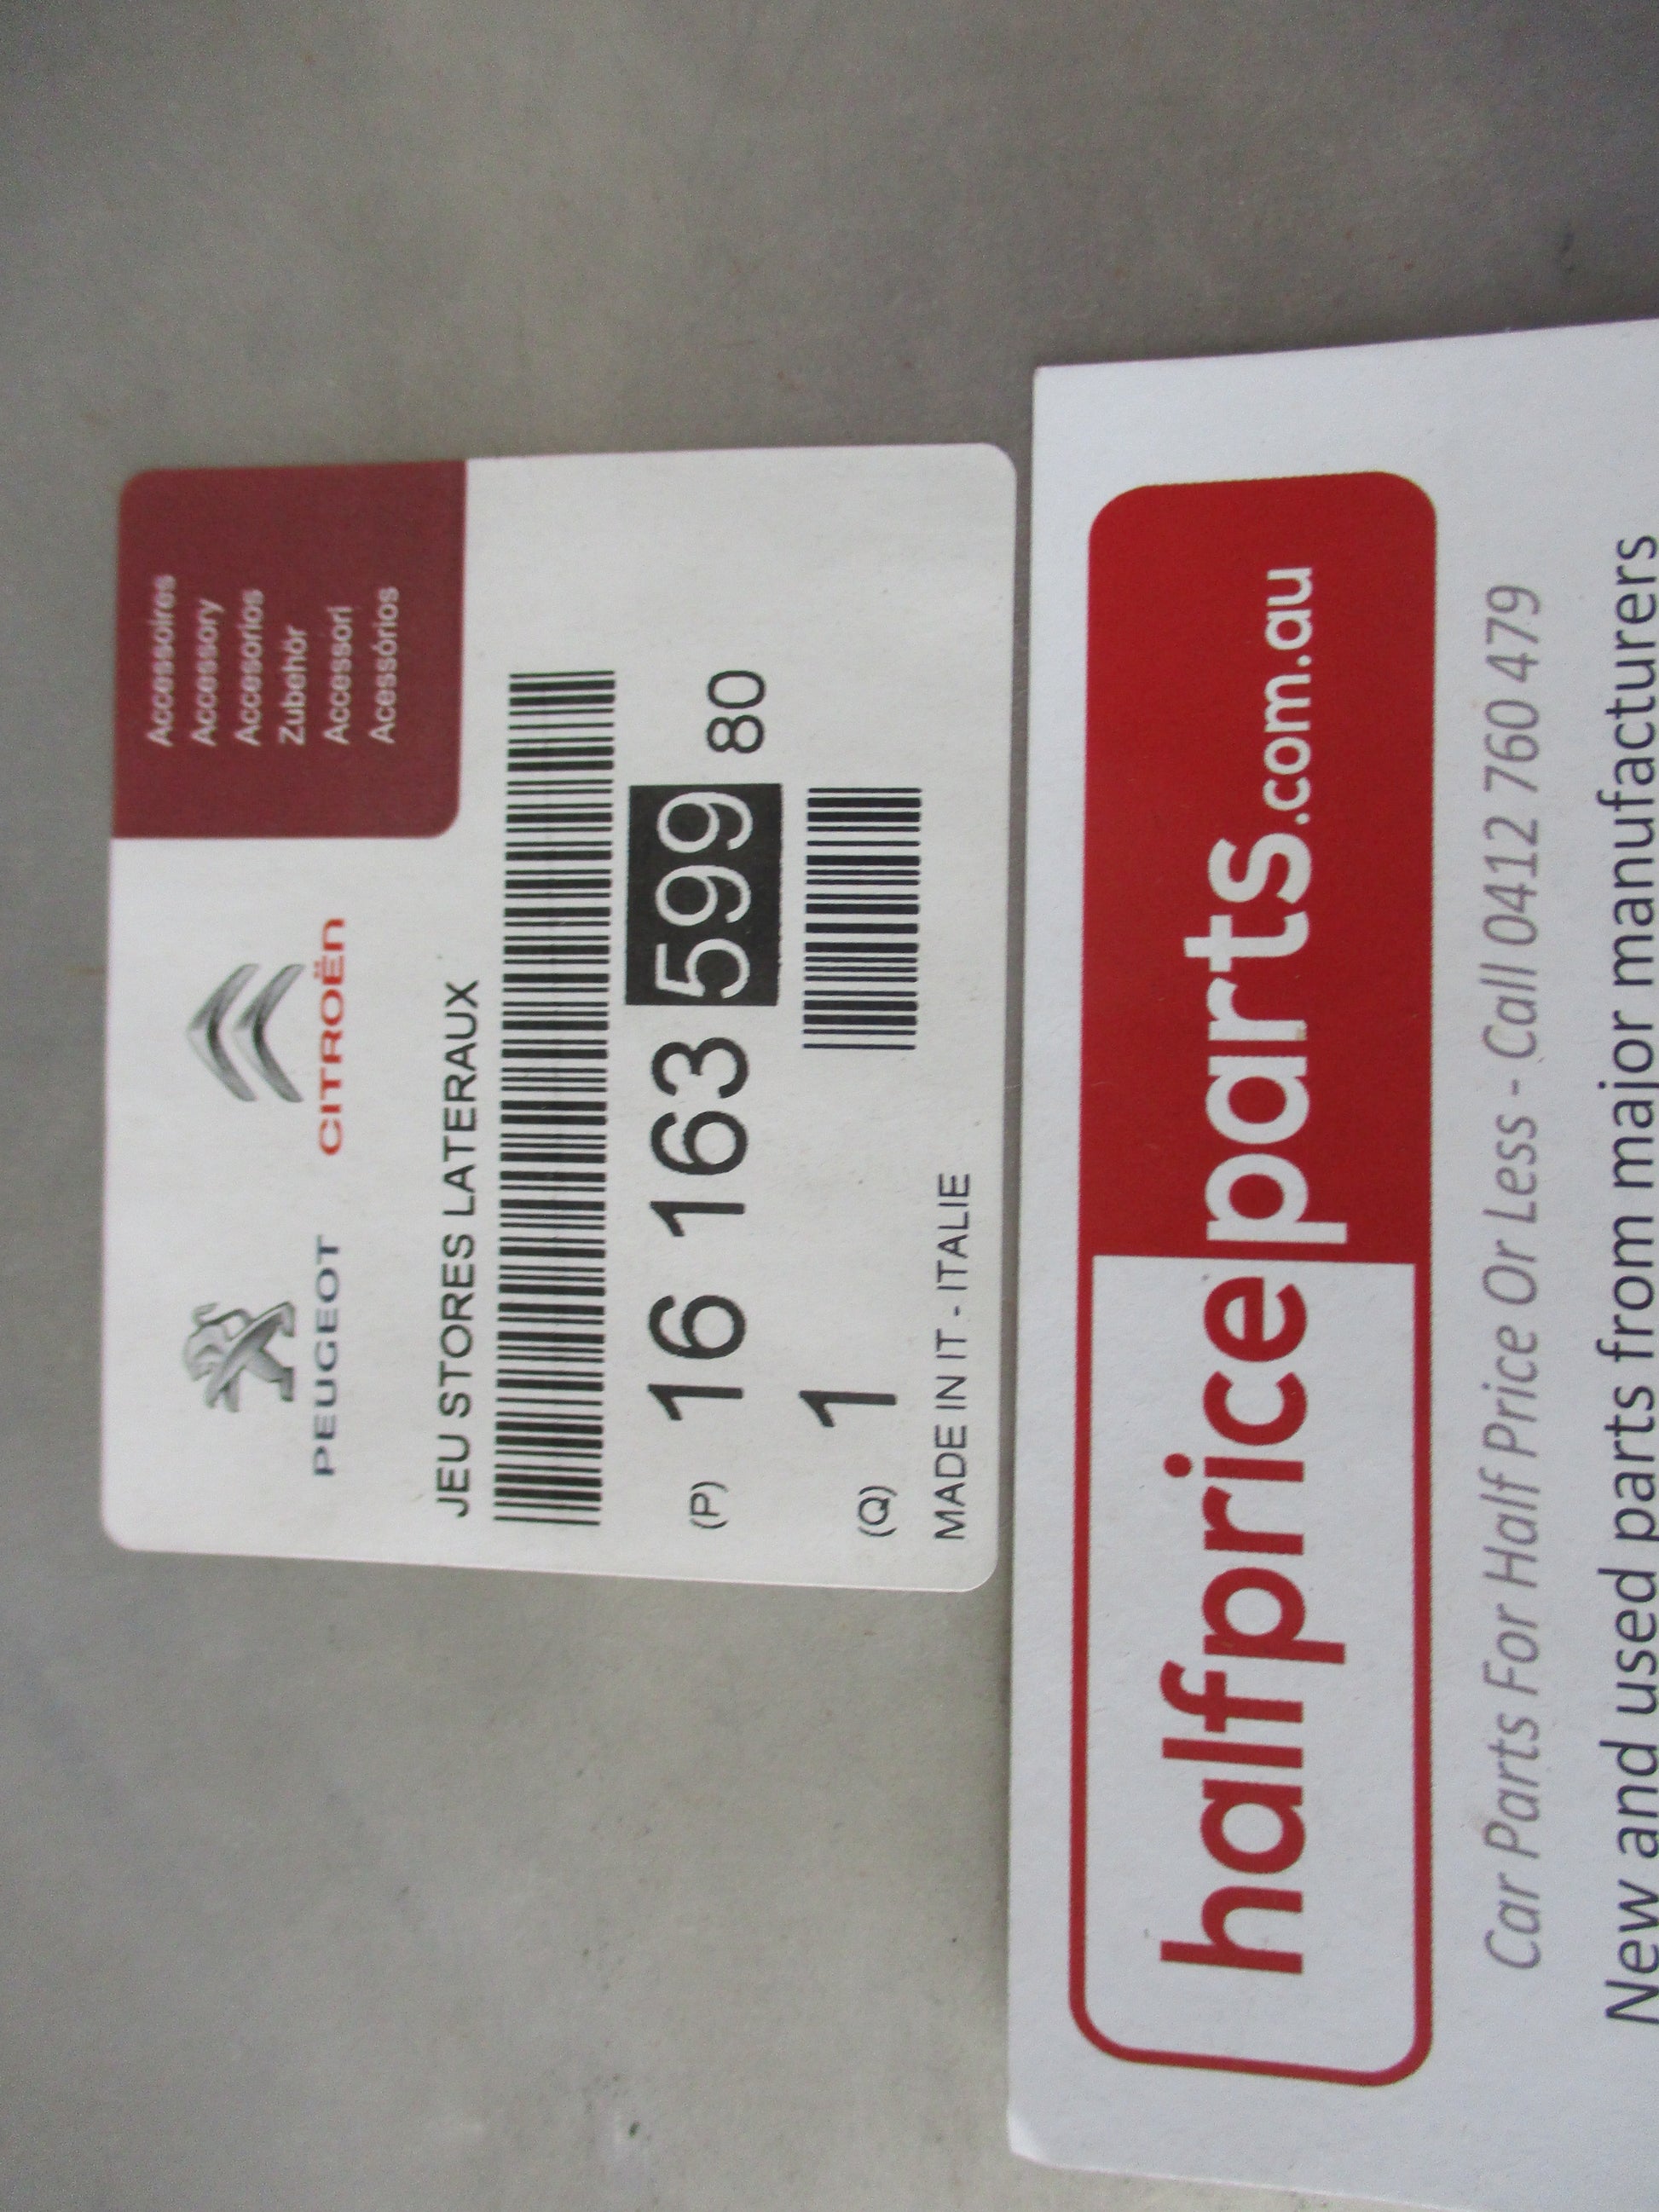 PEUGEOT
CITROËN
Accessoires
Accessory
Accesorios
Zubehör
Accessori
Acessórios
JEU STORES LATERAUX
(P) 16 163 599 80
(Q) 1
MADE IN IT - ITALIE
halfpriceparts.com.au
Car Parts For Half Price Or Less - Call 0412 760 479
New and used parts from major manufacturers